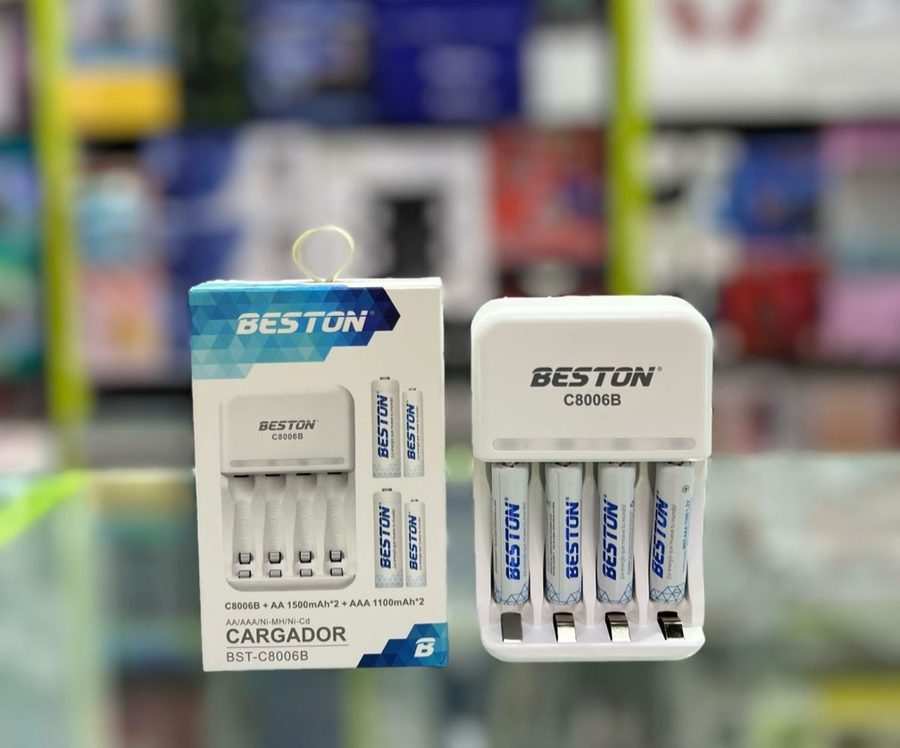 BESTON®
BESTON
C8006B
BESTON
BESTON
BESTON
BESTON
C8006B + AA 1500mAh*2 + AAA 1100mAh*2
AA/AAA/Ni-MH/Ni-Cd
CARGADOR
BST-C8006B
B
BESTON®
C8006B
BESTON
BESTON
BESTON
BESTON